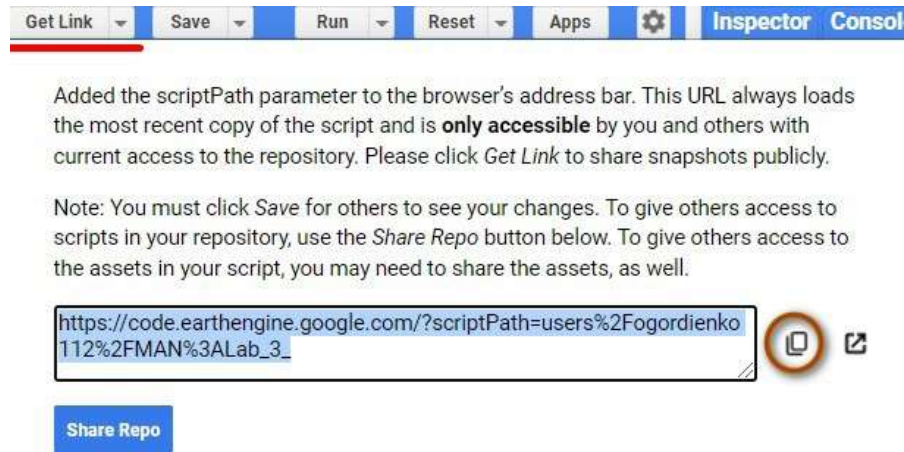 Get Link Save Run Reset Apps Inspector Consol
Added the scriptPath parameter to the browser's address bar. This URL always loads
the most recent copy of the script and is only accessible by you and others with
current access to the repository. Please click Get Link to share snapshots publicly.
Note: You must click Save for others to see your changes. To give others access to
scripts in your repository, use the Share Repo button below. To give others access to
the assets in your script, you may need to share the assets, as well.
https://code.earthengine.google.com/?scriptPath=users%2Fogordienko
112%2FMAN%3ALab_3_
Share Repo